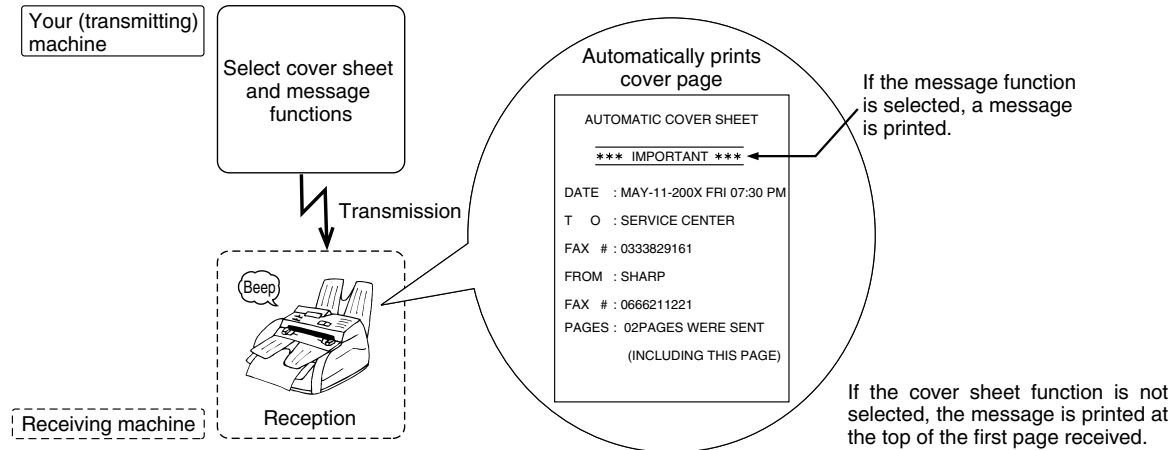 Your (transmitting)
machine
Select cover sheet
and message
functions
Transmission
Beep
Reception
Receiving machine
Automatically prints
cover page
AUTOMATIC COVER SHEET
*** IMPORTANT ***
DATE : MAY-11-200X FRI 07:30 PM
T O : SERVICE CENTER
FAX # : 0333829161
FROM : SHARP
FAX # : 0666211221
PAGES : 02PAGES WERE SENT
(INCLUDING THIS PAGE)
If the message function
is selected, a message
is printed.
If the cover sheet function is not
selected, the message is printed at
the top of the first page received.